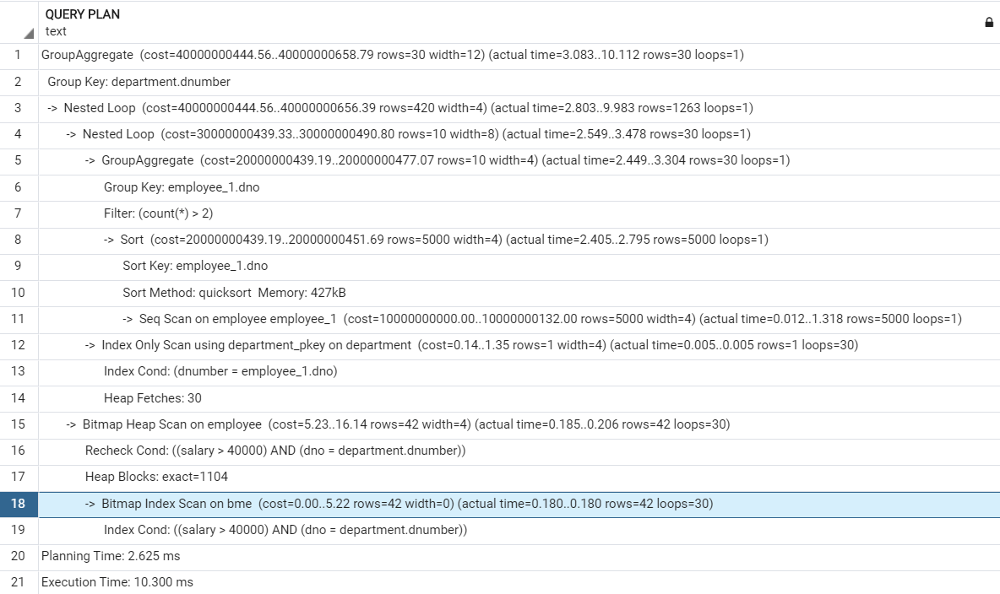 QUERY PLAN
text
1 GroupAggregate (cost=40000000444.56..40000000658.79 rows=30 width=12) (actual time=3.083..10.112 rows=30 loops=1)
2 Group Key: department.dnumber
3 -> Nested Loop (cost=40000000444.56..40000000656.39 rows=420 width=4) (actual time=2.803..9.983 rows=1263 loops=1)
4 -> Nested Loop (cost=30000000439.33..30000000490.80 rows=10 width=8) (actual time=2.549..3.478 rows=30 loops=1)
5 -> GroupAggregate (cost=20000000439.19..20000000477.07 rows=10 width=4) (actual time=2.449..3.304 rows=30 loops=1)
6 Group Key: employee_1.dno
7 Filter: (count(*) > 2)
8 -> Sort (cost=20000000439.19..20000000451.69 rows=5000 width=4) (actual time=2.405..2.795 rows=5000 loops=1)
9 Sort Key: employee_1.dno
10 Sort Method: quicksort Memory: 427kB
11 -> Seq Scan on employee employee_1 (cost=10000000000.00..10000000132.00 rows=5000 width=4) (actual time=0.012..1.318 rows=5000 loops=1)
12 -> Index Only Scan using department_pkey on department (cost=0.14..1.35 rows=1 width=4) (actual time=0.005..0.005 rows=1 loops=30)
13 Index Cond: (dnumber = employee_1.dno)
14 Heap Fetches: 30
15 -> Bitmap Heap Scan on employee (cost=5.23..16.14 rows=42 width=4) (actual time=0.185..0.206 rows=42 loops=30)
16 Recheck Cond: ((salary > 40000) AND (dno = department.dnumber))
17 Heap Blocks: exact=1104
18 -> Bitmap Index Scan on bme (cost=0.00..5.22 rows=42 width=0) (actual time=0.180..0.180 rows=42 loops=30)
19 Index Cond: ((salary > 40000) AND (dno = department.dnumber))
20 Planning Time: 2.625 ms
21 Execution Time: 10.300 ms